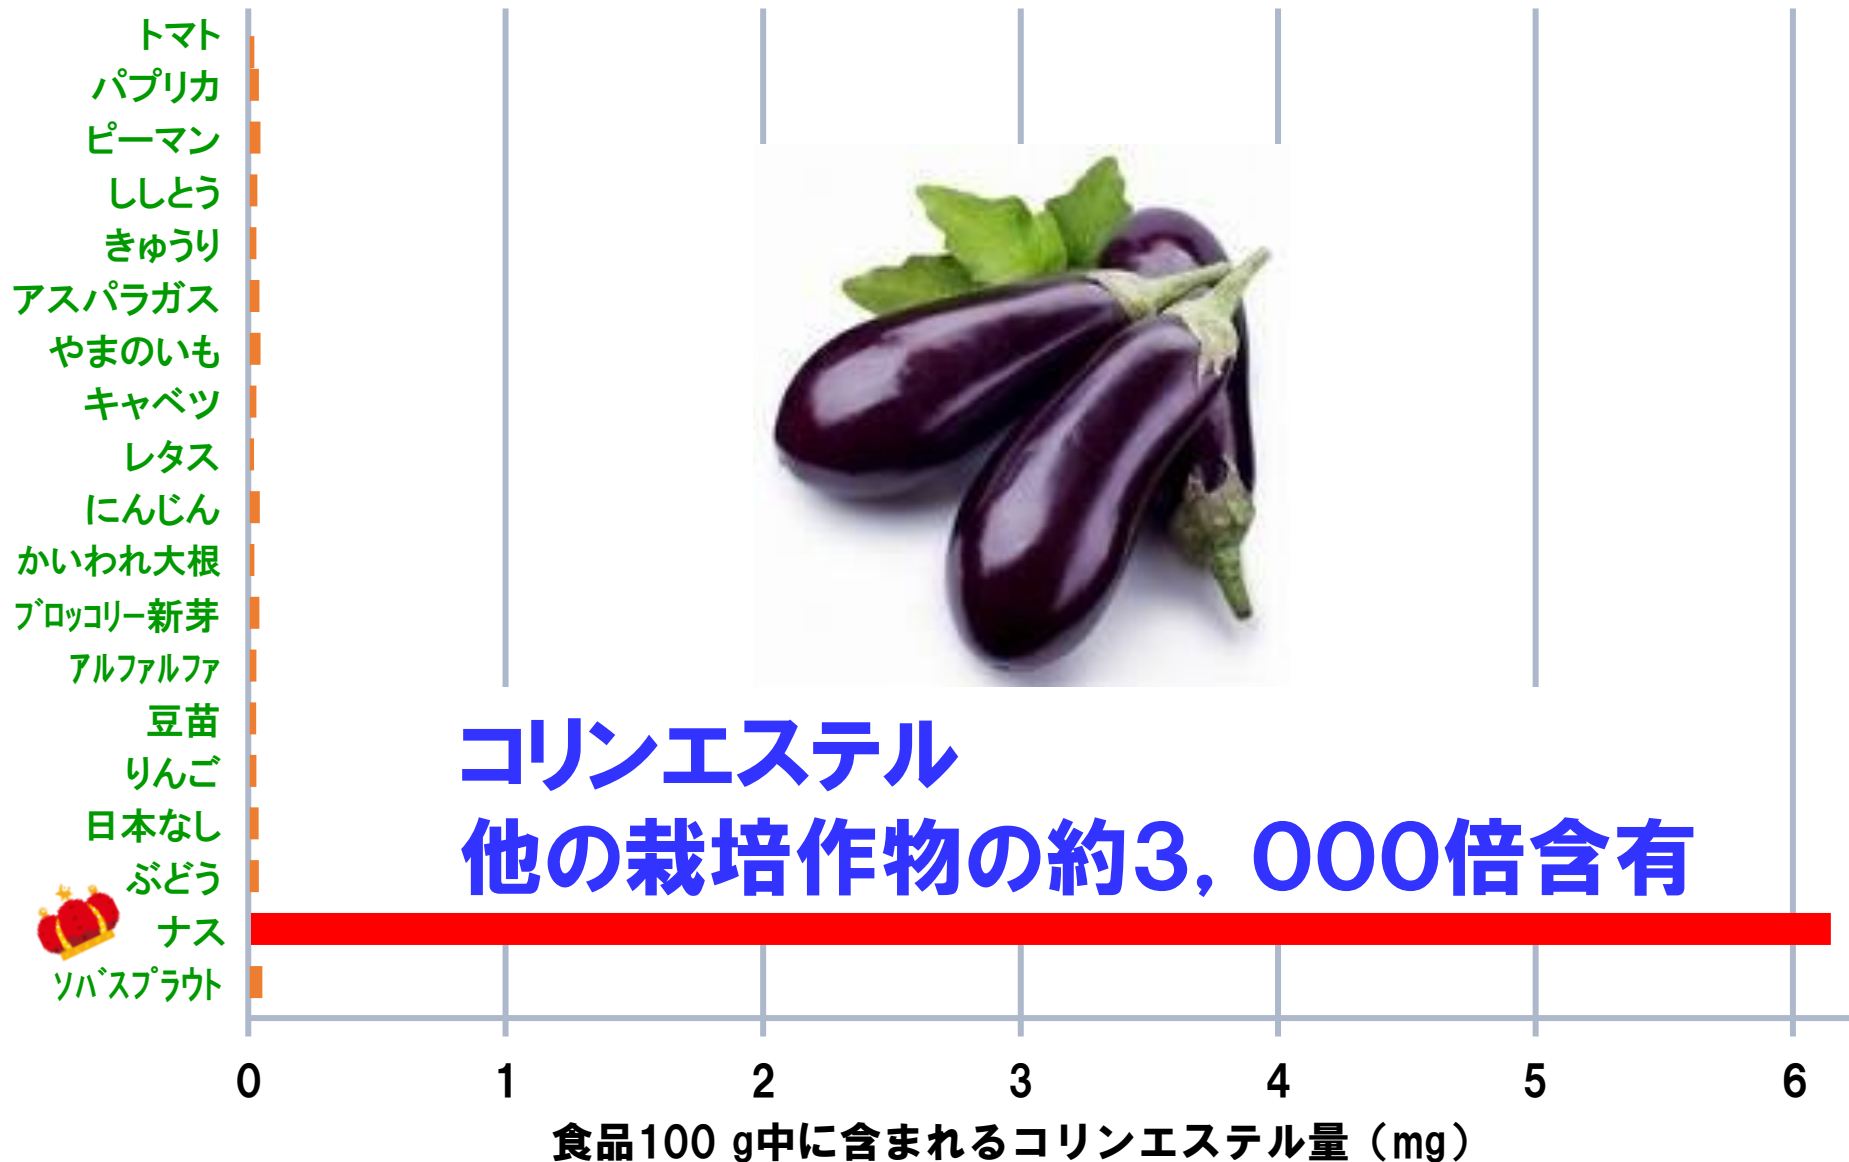 トマト
パプリカ
ピーマン
ししとう
きゅうり
アスパラガス
やまのいも
キャベツ
レタス
にんじん
かいわれ大根
ﾌﾞﾛｯｺﾘｰ新芽
ｱﾙﾌｧﾙﾌｧ
豆苗
りんご
日本なし
ぶどう
ナス
ｿﾊﾞｽﾌﾟﾗｳﾄ
コリンエステル
他の栽培作物の約３，０００倍含有
0 1 2 3 4 5 6
食品100 g中に含まれるコリンエステル量（mg）